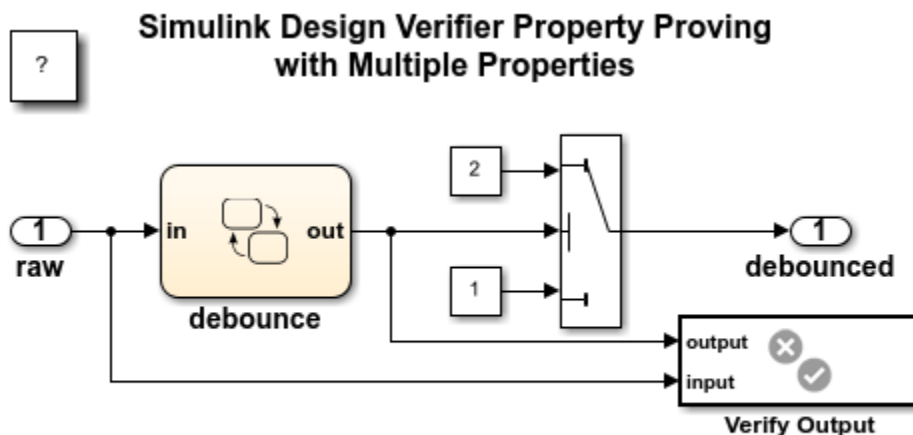 Simulink Design Verifier Property Proving
with Multiple Properties
?
2
1
in
out
1
raw
debounce
1
1
debounced
output
input
Verify Output